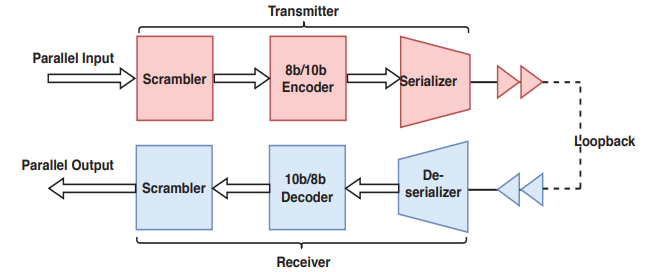 Transmitter
Parallel Input
Scrambler
8b/10b
Encoder
Serializer
Loopback
Parallel Output
Scrambler
10b/8b
Decoder
De-
serializer
Receiver